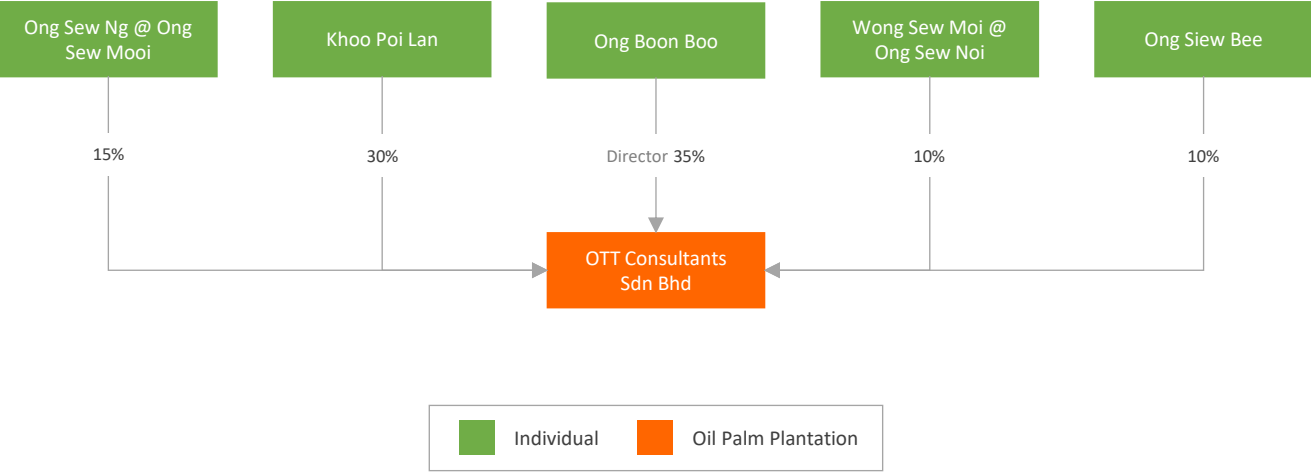 Ong Sew Ng @ Ong
Sew Mooi
Khoo Poi Lan
Ong Boon Boo
Wong Sew Moi @
Ong Sew Noi
Ong Siew Bee
15%
30%
Director 35%
10%
10%
OTT Consultants
Sdn Bhd
Individual
Oil Palm Plantation